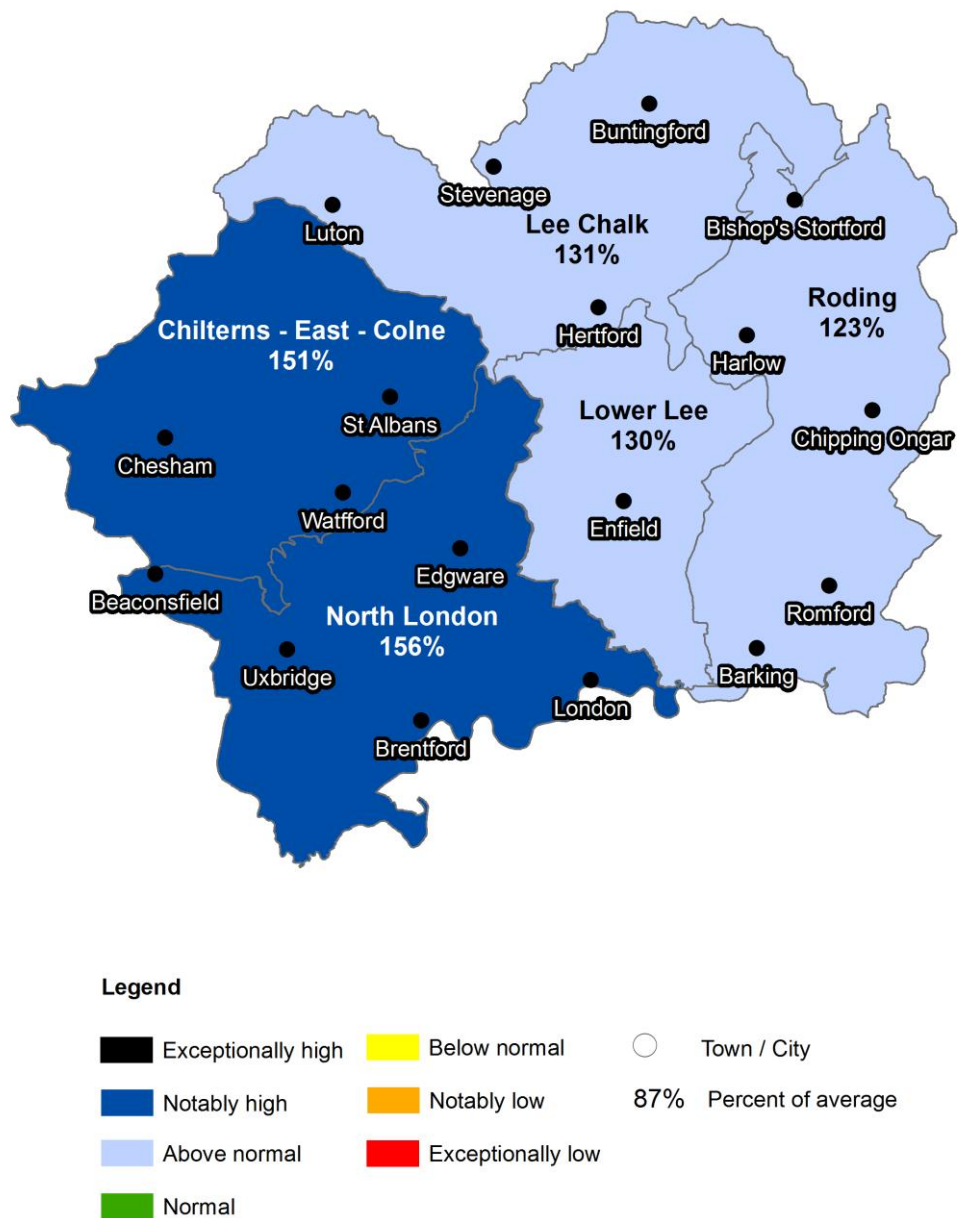 Buntingford
Stevenage
Luton
Lee Chalk
131%
Bishop's Stortford
Roding
123%
Hertford
Harlow
Chilterns - East - Colne
151%
St Albans
Chesham
Lower Lee
130%
Chipping Ongar
Watfford
Enfield
Edgware
Beaconsfield
North London
156%
Romford
Uxbridge
Barking
London
Brentford
Legend
Exceptionally high
Notably high
Above normal
Normal
Below normal
Notably low
Exceptionally low
Town / City
87% Percent of average